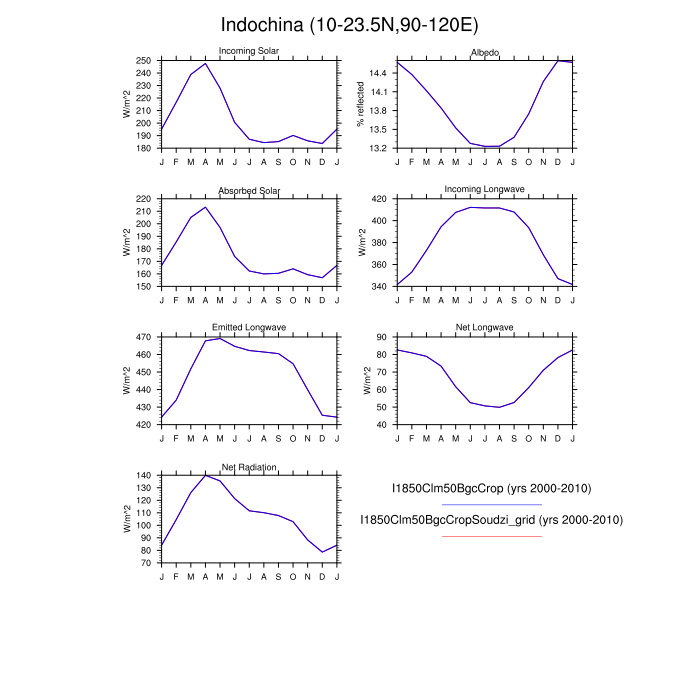 Indochina (10-23.5N,90-120E)
Incoming Solar
W/m^2
250
240
230
220
210
200
190
180
J F M A M J J A S O N D J
Albedo
% reflected
14.4
14.1
13.8
13.5
13.2
J F M A M J J A S O N D J
Absorbed Solar
W/m^2
220
210
200
190
180
170
160
150
J F M A M J J A S O N D J
Incoming Longwave
W/m^2
420
400
380
360
340
J F M A M J J A S O N D J
Emitted Longwave
W/m^2
470
460
450
440
430
420
J F M A M J J A S O N D J
Net Longwave
W/m^2
90
80
70
60
50
40
J F M A M J J A S O N D J
Net Radiation
W/m^2
140
130
120
110
100
90
80
70
J F M A M J J A S O N D J
I1850Clm50BgcCrop (yrs 2000-2010)
I1850Clm50BgcCropSoudzi_grid (yrs 2000-2010)